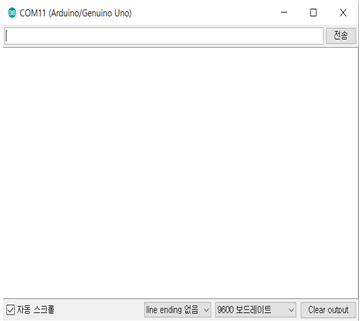 COM11 (Arduino/Genuino Uno)
전송
자동 스크롤
line ending 없음
9600 보드레이트
Clear output